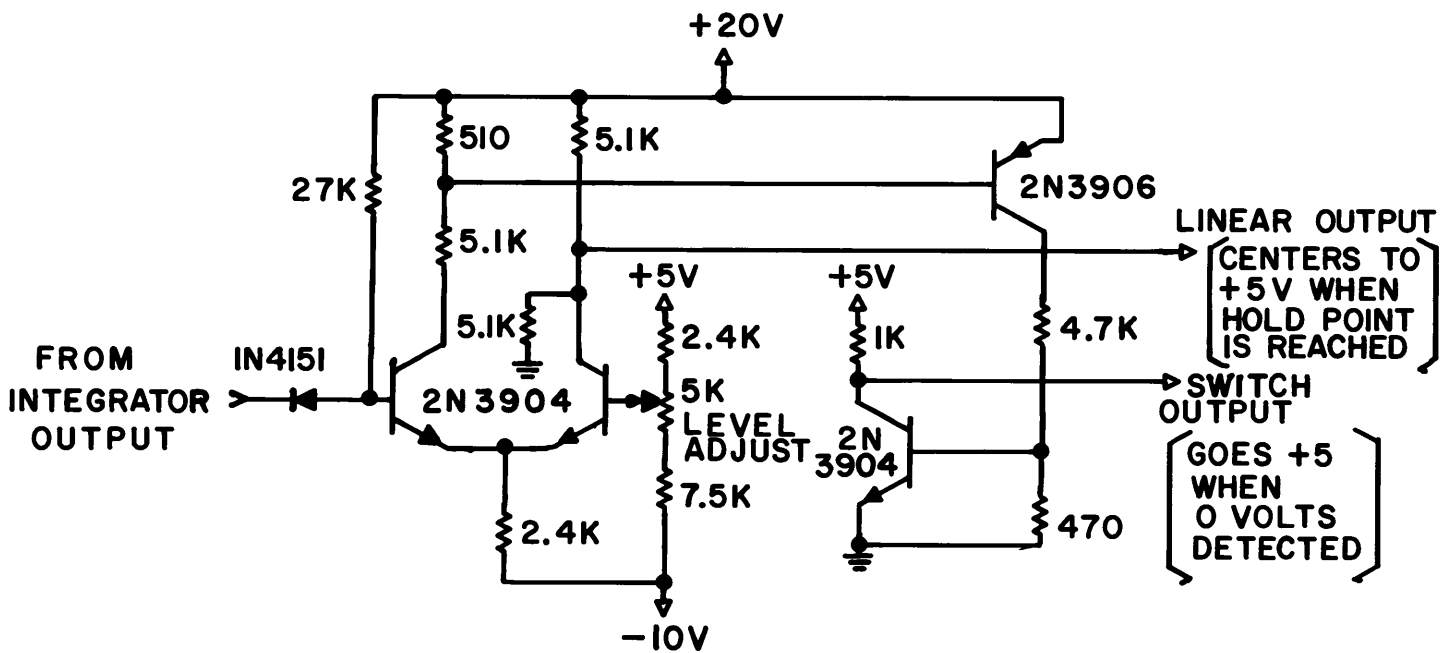 +20V
510
5.1K
27K
2N3906
5.1K
LINEAR OUTPUT
CENTERS TO
+5V WHEN
HOLD POINT
IS REACHED
+5V
+5V
5.1K
2.4K
1K
4.7K
FROM
INTEGRATOR
OUTPUT
1N4151
2N3904
5K
LEVEL
ADJUST
SWITCH
OUTPUT
2N
3904
GOES +5
WHEN
0 VOLTS
DETECTED
7.5K
2.4K
470
-10V